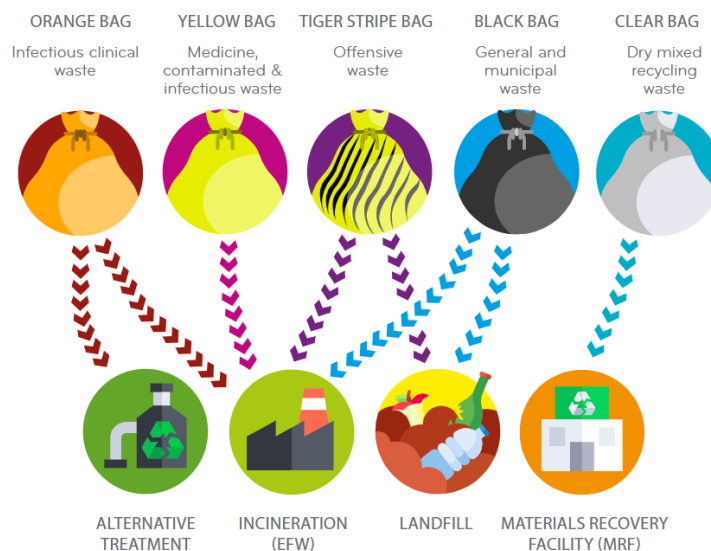 ORANGE BAG
Infectious clinical
waste
YELLOW BAG
Medicine,
contaminated &
infectious waste
TIGER STRIPE BAG
Offensive
waste
BLACK BAG
General and
municipal
waste
CLEAR BAG
Dry mixed
recycling
waste
ALTERNATIVE
TREATMENT
INCINERATION
(EFW)
LANDFILL
MATERIALS RECOVERY
FACILITY (MRF)